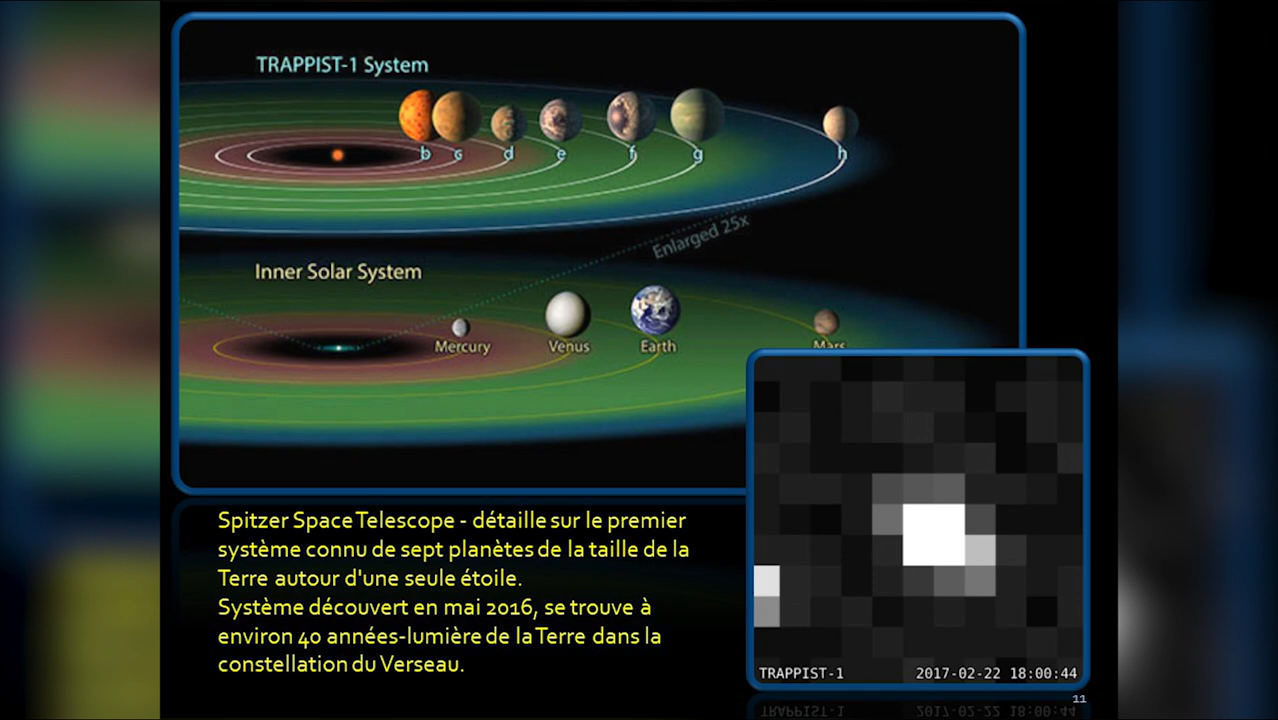 TRAPPIST-1 System
b c d e f g h
Enlarged 25x
Inner Solar System
Mercury Venus Earth Mars
Spitzer Space Telescope - détaille sur le premier
système connu de sept planètes de la taille de la
Terre autour d'une seule étoile.
Système découvert en mai 2016, se trouve à
environ 40 années-lumière de la Terre dans la
constellation du Verseau.
TRAPPIST-1 2017-02-22 18:00:44
11